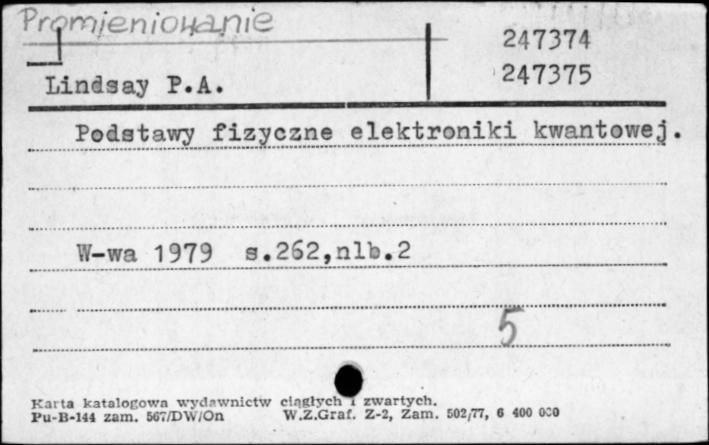 Promieniowanie
247374
247375
Lindsay P.A.
Podstawy fizyczne elektroniki kwantowej.
W-wa 1979 s.262,nlb.2
5
Karta katalogowa wydawnictw ciągłych i zwartych.
Pu-B-144 zam. 567/DW/On W.Z.Graf. Z-2, Zam. 502/77, 6 400 000